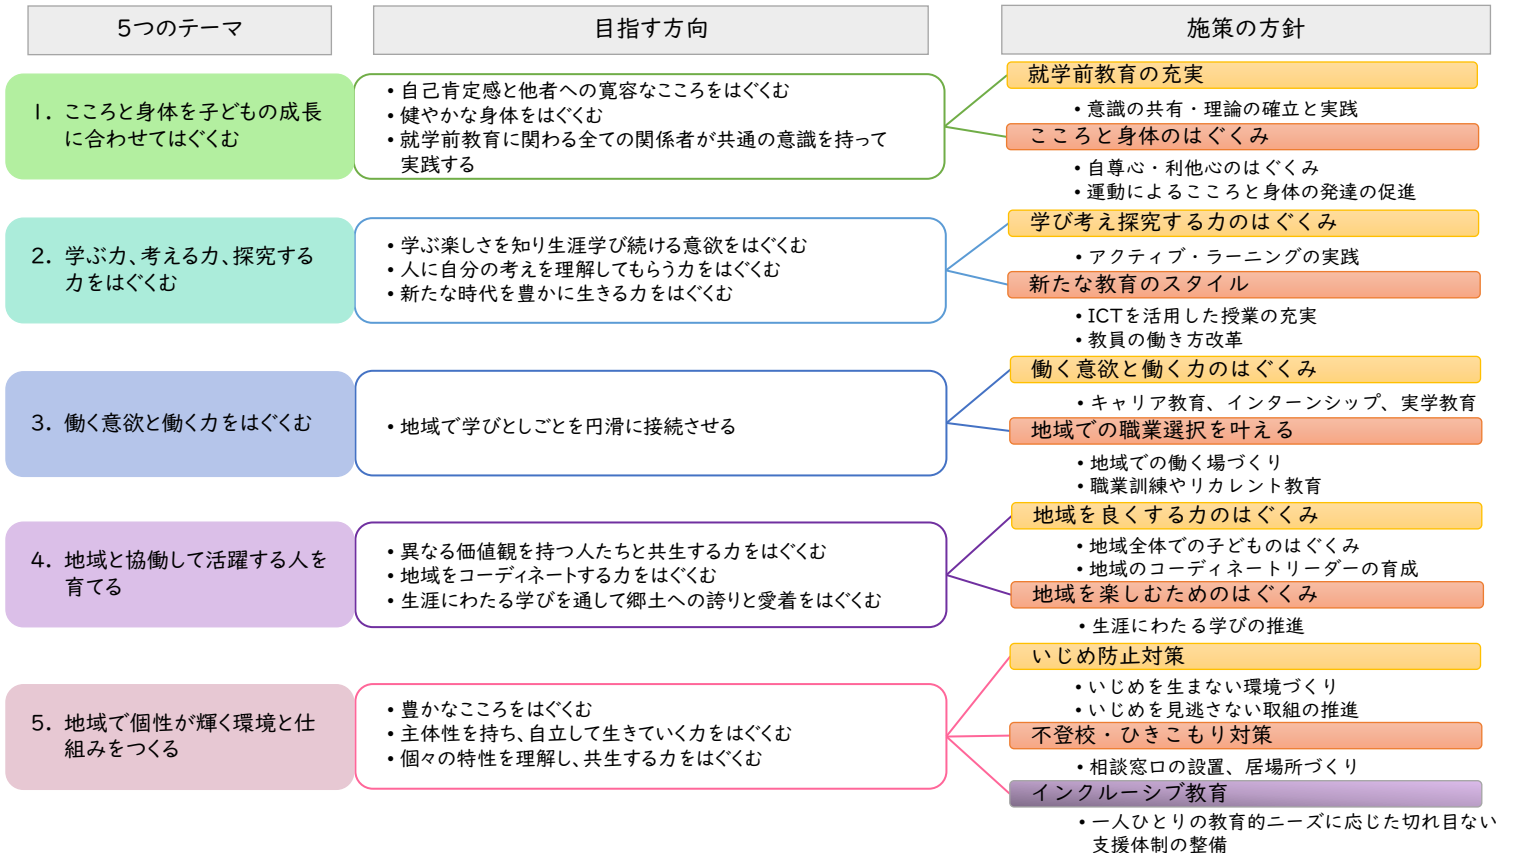 5つのテーマ
目指す方向
施策の方針
1. こころと身体を子どもの成長
に合わせてはぐくむ
・自己肯定感と他者への寛容なこころをはぐくむ
・健やかな身体をはぐくむ
・就学前教育に関わる全ての関係者が共通の意識を持って
実践する
就学前教育の充実
・意識の共有・理論の確立と実践
こころと身体のはぐくみ
・自尊心・利他心のはぐくみ
・運動によるこころと身体の発達の促進
2. 学ぶ力、考える力、探究する
力をはぐくむ
・学ぶ楽しさを知り生涯学び続ける意欲をはぐくむ
・人に自分の考えを理解してもらう力をはぐくむ
・新たな時代を豊かに生きる力をはぐくむ
学び考え探究する力のはぐくみ
・アクティブ・ラーニングの実践
新たな教育のスタイル
・ICTを活用した授業の充実
・教員の働き方改革
3. 働く意欲と働く力をはぐくむ
・地域で学びとしごとを円滑に接続させる
働く意欲と働く力のはぐくみ
・キャリア教育、インターンシップ、実学教育
地域での職業選択を叶える
・地域での働く場づくり
・職業訓練やリカレント教育
4. 地域と協働して活躍する人を
育てる
・異なる価値観を持つ人たちと共生する力をはぐくむ
・地域をコーディネートする力をはぐくむ
・生涯にわたる学びを通して郷土への誇りと愛着をはぐくむ
地域を良くする力のはぐくみ
・地域全体での子どものはぐくみ
・地域のコーディネートリーダーの育成
地域を楽しむためのはぐくみ
・生涯にわたる学びの推進
5. 地域で個性が輝く環境と仕
組みをつくる
・豊かなこころをはぐくむ
・主体性を持ち、自立して生きていく力をはぐくむ
・個々の特性を理解し、共生する力をはぐくむ
いじめ防止対策
・いじめを生まない環境づくり
・いじめを見逃さない取組の推進
不登校・ひきこもり対策
・相談窓口の設置、居場所づくり
インクルーシブ教育
・一人ひとりの教育的ニーズに応じた切れ目ない
支援体制の整備